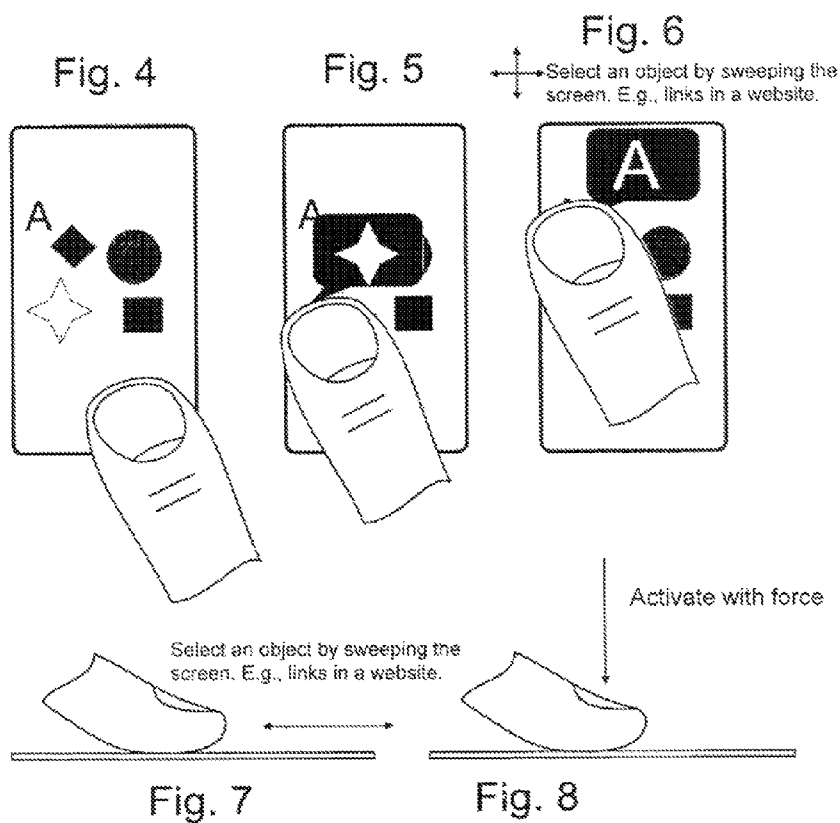 Fig. 4
Fig. 5
Fig. 6
Select an object by sweeping the
screen. E.g., links in a website.
A
A
A
Activate with force
Select an object by sweeping the
screen. E.g., links in a website.
Fig. 7
Fig. 8